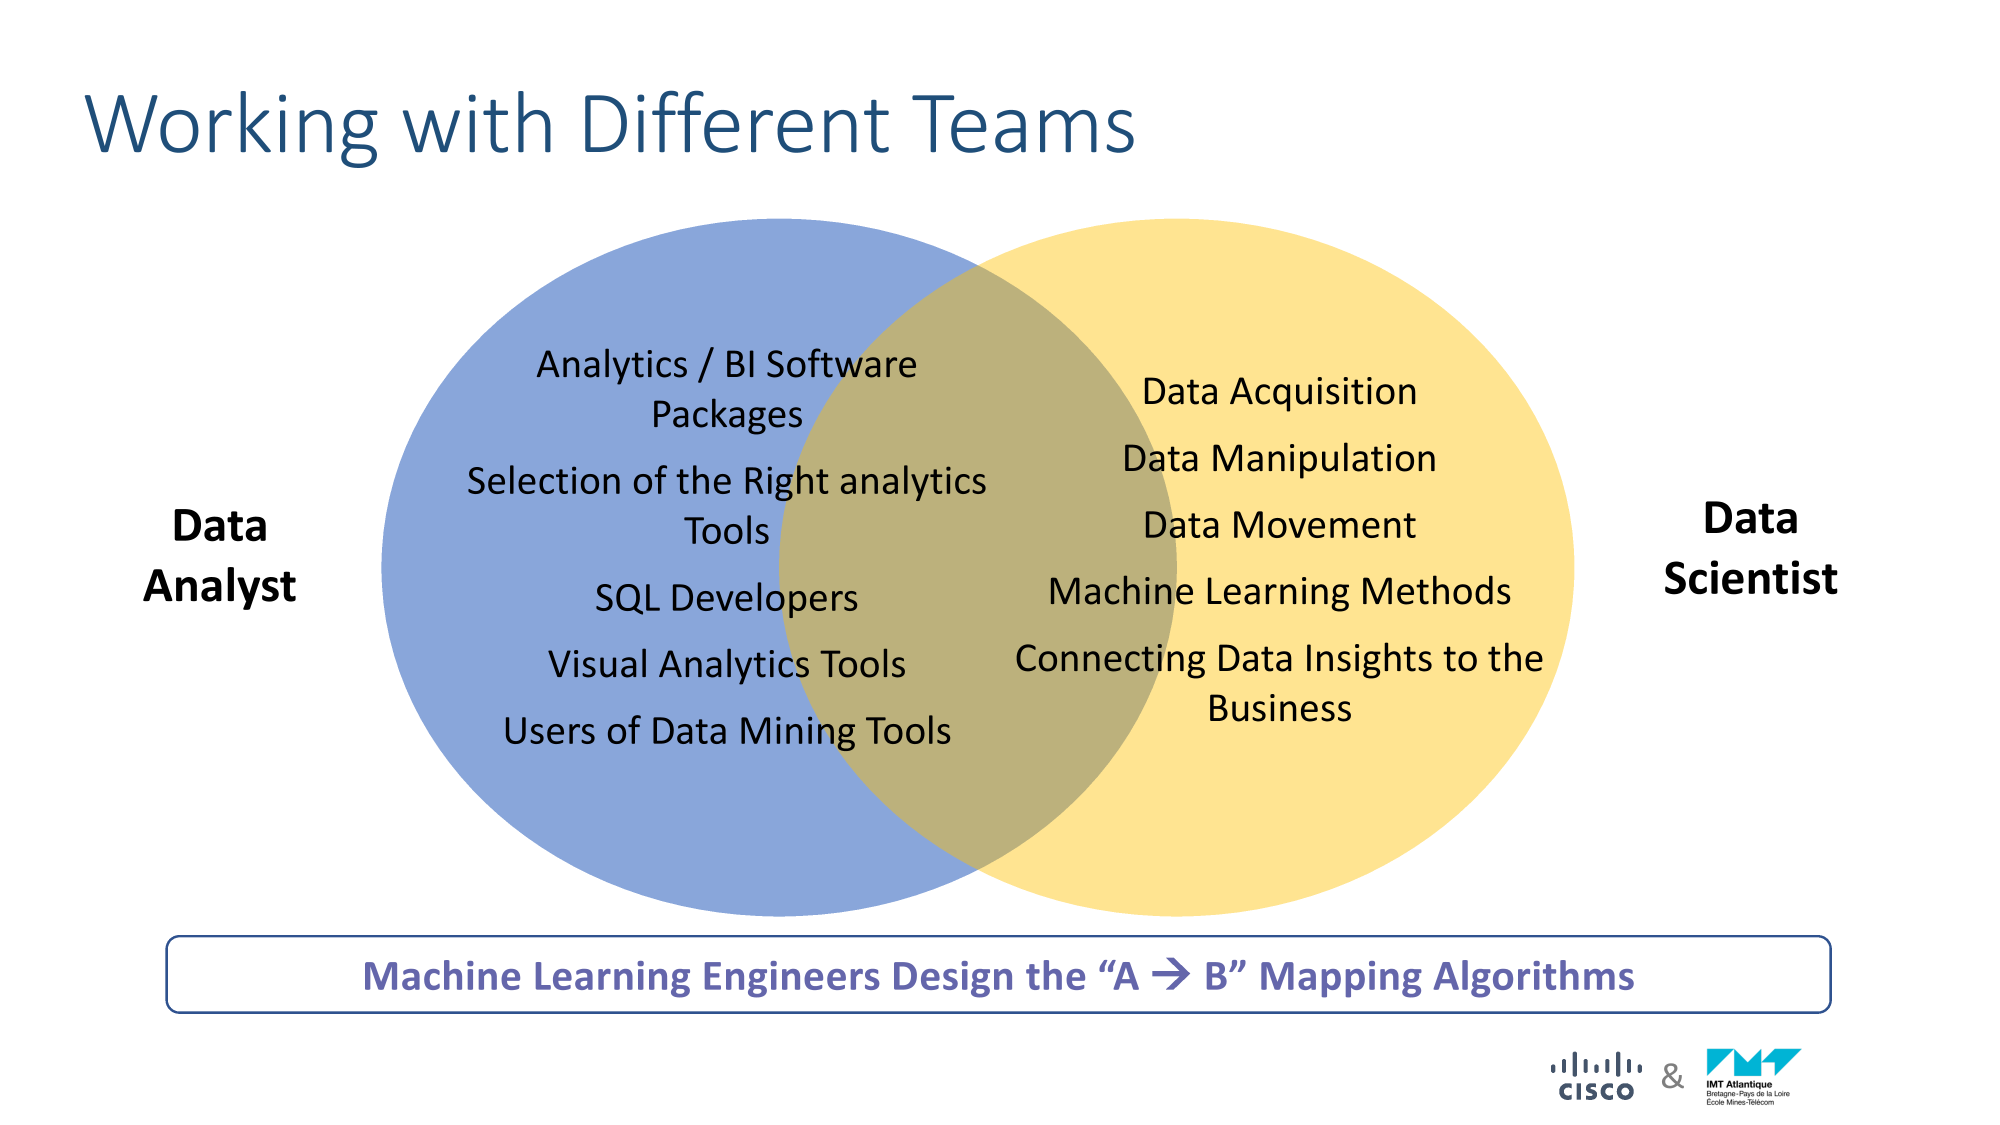 Working with Different Teams
Data
Analyst
Analytics / BI Software
Packages
Selection of the Right analytics
Tools
SQL Developers
Visual Analytics Tools
Users of Data Mining Tools
Data Acquisition
Data Manipulation
Data Movement
Machine Learning Methods
Connecting Data Insights to the
Business
Data
Scientist
Machine Learning Engineers Design the “A → B” Mapping Algorithms
CISCO
&
IMT Atlantique
Bretagne-Pays de la Loire
École Mines-Télécom